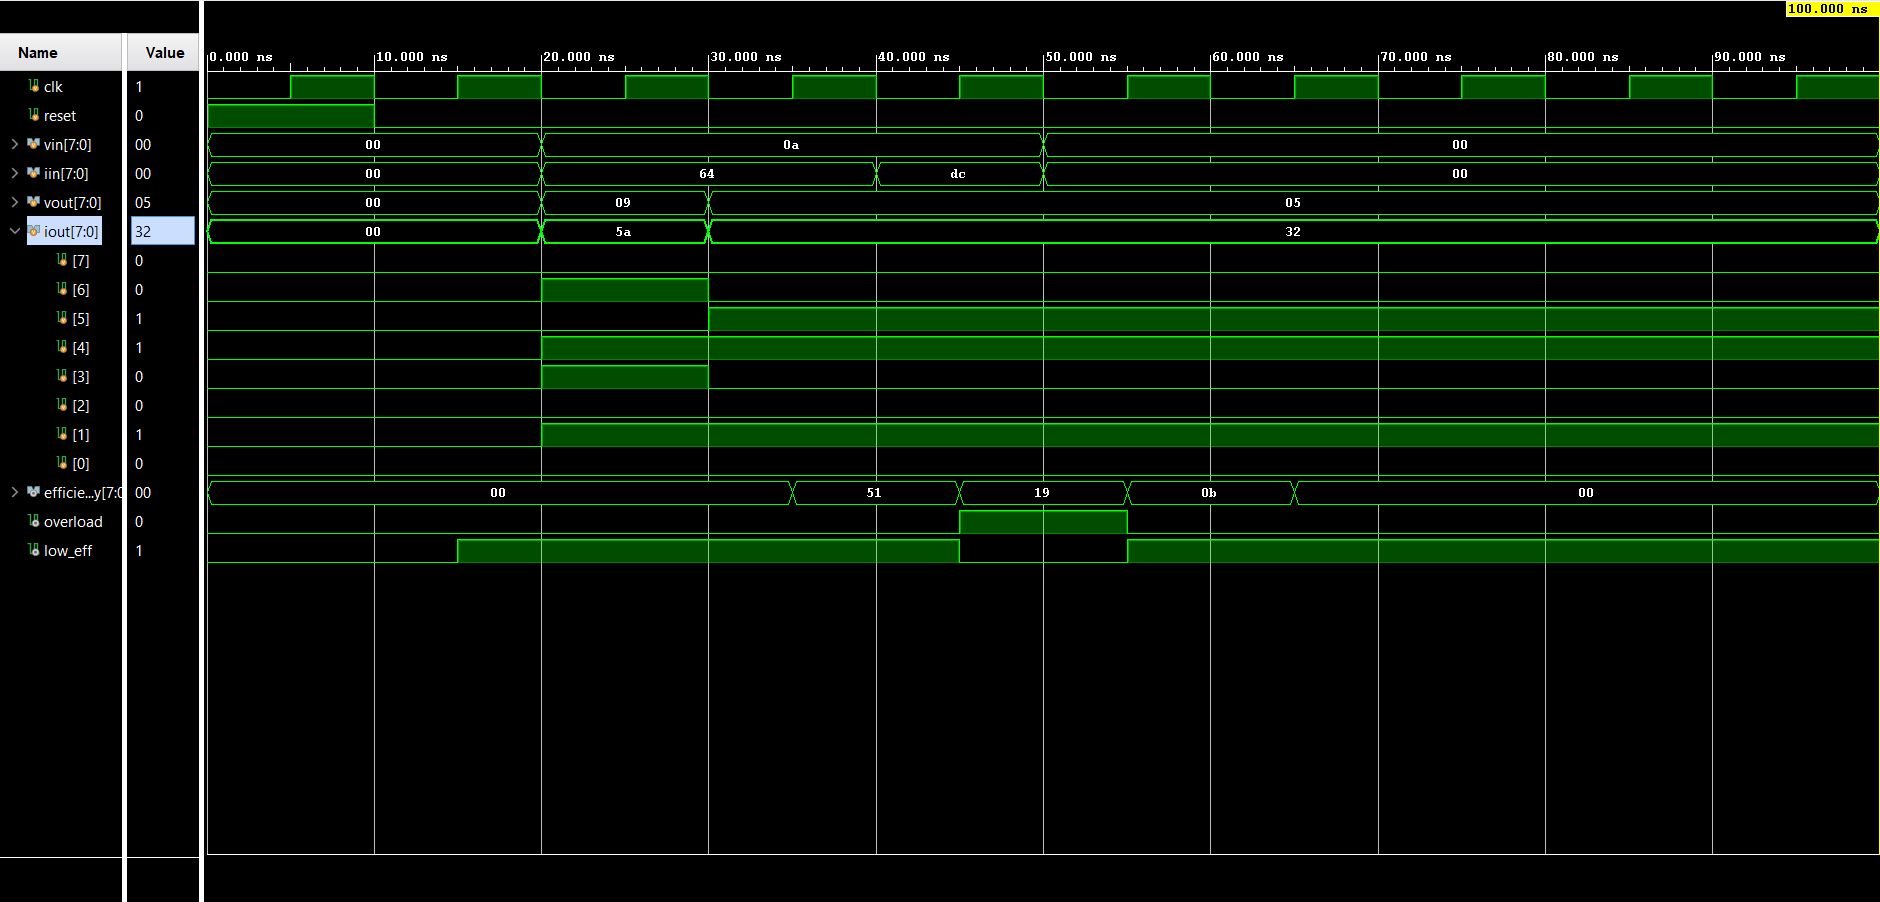 100.000 ns
Name Value
0.000 ns 10.000 ns 20.000 ns 30.000 ns 40.000 ns 50.000 ns 60.000 ns 70.000 ns 80.000 ns 90.000 ns
clk 1
reset 0
vin[7:0] 00 00 0a 00
iin[7:0] 00 00 64 dc 00
vout[7:0] 05 00 09 05
iout[7:0] 32 00 5a 32
[7] 0
[6] 0
[5] 1
[4] 1
[3] 0
[2] 0
[1] 1
[0] 0
efficie...y[7:0 00 00 51 19 0b 00
overload 0
low_eff 1